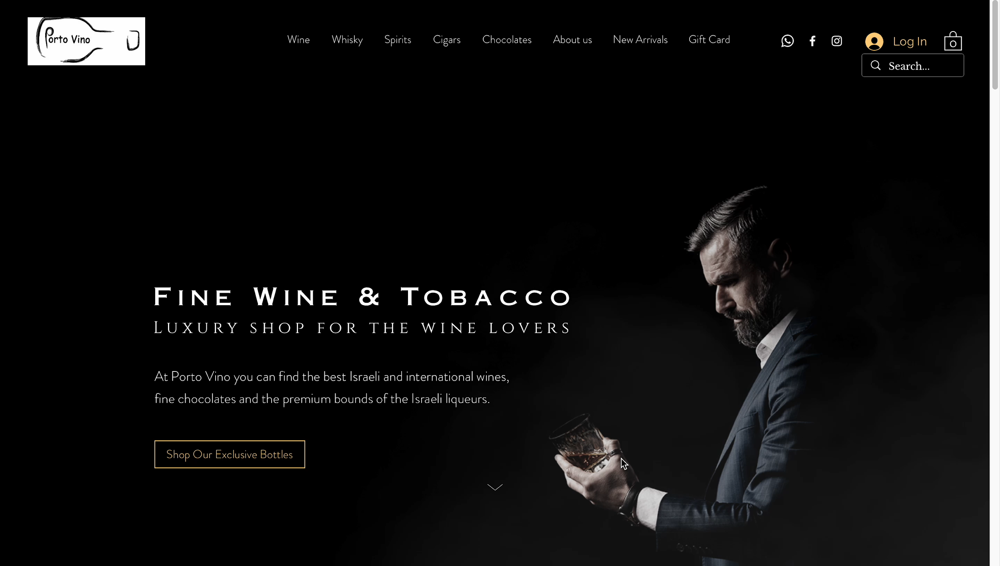 Porto Vino
Wine Whisky Spirits Cigars Chocolates About us New Arrivals Gift Card
Log In
0
Search...
FINE WINE & TOBACCO
LUXURY SHOP FOR THE WINE LOVERS
At Porto Vino you can find the best Israeli and international wines,
fine chocolates and the premium bounds of the Israeli liqueurs.
Shop Our Exclusive Bottles